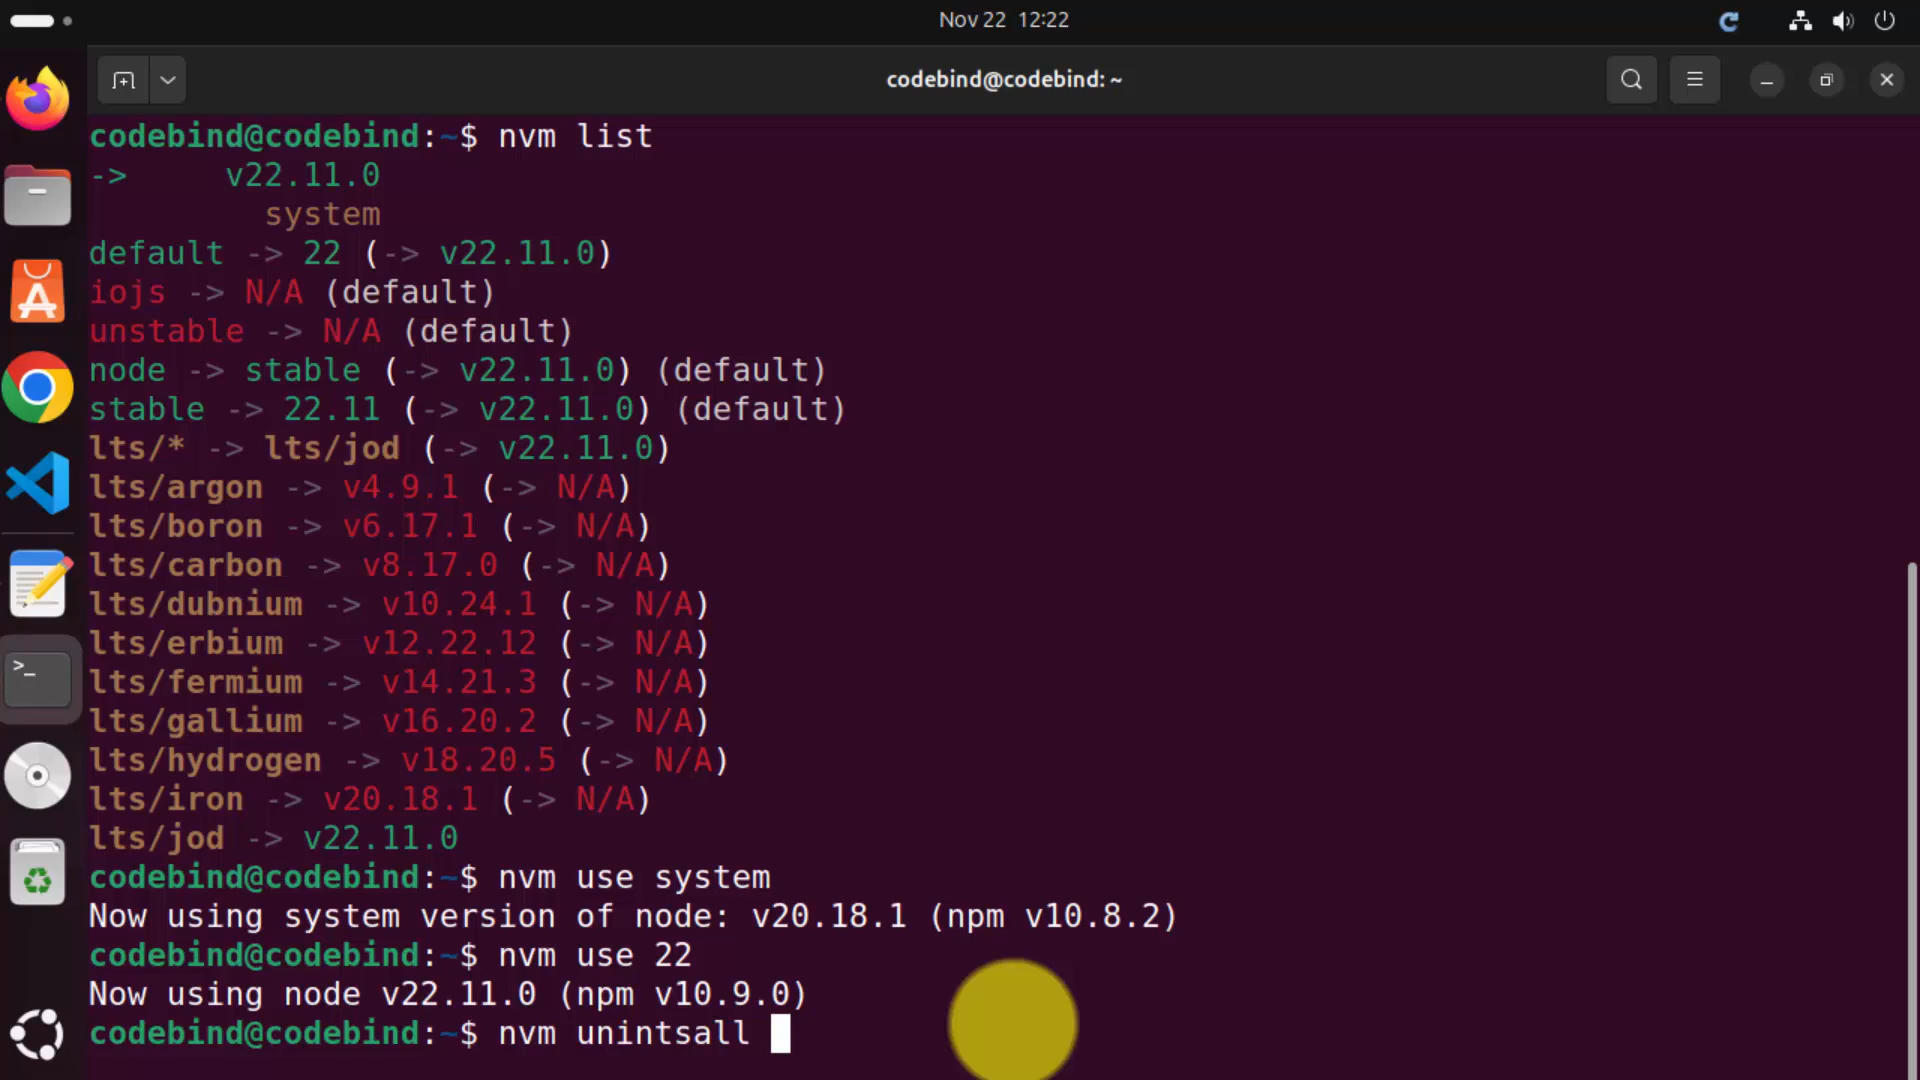 Nov 22 12:22
codebind@codebind: ~
codebind@codebind:~$ nvm list
->     v22.11.0
         system
default -> 22 (-> v22.11.0)
iojs -> N/A (default)
unstable -> N/A (default)
node -> stable (-> v22.11.0) (default)
stable -> 22.11 (-> v22.11.0) (default)
lts/* -> lts/jod (-> v22.11.0)
lts/argon -> v4.9.1 (-> N/A)
lts/boron -> v6.17.1 (-> N/A)
lts/carbon -> v8.17.0 (-> N/A)
lts/dubnium -> v10.24.1 (-> N/A)
lts/erbium -> v12.22.12 (-> N/A)
lts/fermium -> v14.21.3 (-> N/A)
lts/gallium -> v16.20.2 (-> N/A)
lts/hydrogen -> v18.20.5 (-> N/A)
lts/iron -> v20.18.1 (-> N/A)
lts/jod -> v22.11.0
codebind@codebind:~$ nvm use system
Now using system version of node: v20.18.1 (npm v10.8.2)
codebind@codebind:~$ nvm use 22
Now using node v22.11.0 (npm v10.9.0)
codebind@codebind:~$ nvm unintsall